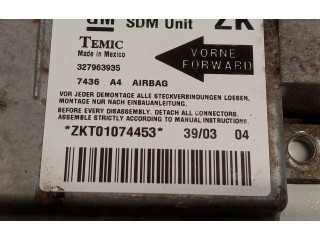 GM SDM Unit ZK
TEMIC
Made in Mexico
327963935
VORNE
FORWARD
7436 A4 AIRBAG
VOR JEDER DEMONTAGE ALLE STECKVERBINDUNGEN LOESEN,
MONTAGE NUR NACH EINBAUANLEITUNG.
BEFORE EVERY DISASSEMBLY, DETACH ALL CONNECTORS.
ASSEMBLE STRICTLY ACCORDING TO MANUAL INSTRUCTIONS.
*ZKT01074453* 39/03 04